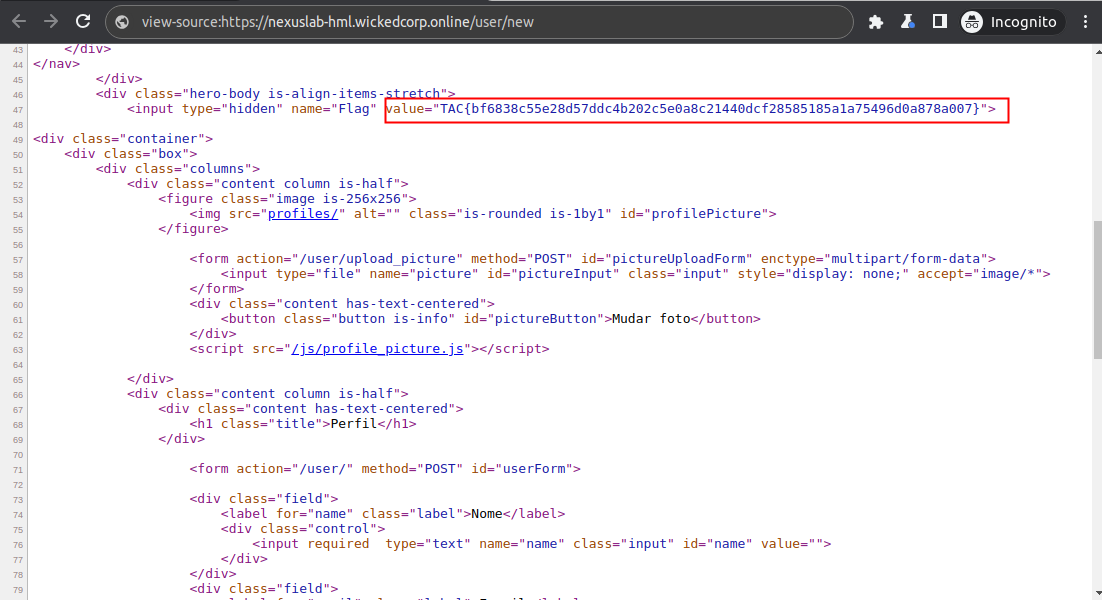 view-source:https://nexuslab-hml.wickedcorp.online/user/new
Incognito
43 </div>
44 </nav>
45 </div>
46 <div class="hero-body is-align-items-stretch">
47 <input type="hidden" name="Flag" value="TAC{bf6838c55e28d57ddc4b202c5e0a8c21440dcf28585185a1a75496d0a878a007}">
48
49 <div class="container">
50 <div class="box">
51 <div class="columns">
52 <div class="content column is-half">
53 <figure class="image is-256x256">
54 <img src="profiles/" alt="" class="is-rounded is-1by1" id="profilePicture">
55 </figure>
56
57 <form action="/user/upload_picture" method="POST" id="pictureUploadForm" enctype="multipart/form-data">
58 <input type="file" name="picture" id="pictureInput" class="input" style="display: none;" accept="image/*">
59 </form>
60 <div class="content has-text-centered">
61 <button class="button is-info" id="pictureButton">Mudar foto</button>
62 </div>
63 <script src="/js/profile_picture.js"></script>
64
65 </div>
66 <div class="content column is-half">
67 <div class="content has-text-centered">
68 <h1 class="title">Perfil</h1>
69 </div>
70
71 <form action="/user/" method="POST" id="userForm">
72
73 <div class="field">
74 <label for="name" class="label">Nome</label>
75 <div class="control">
76 <input required  type="text" name="name" class="input" id="name" value="">
77 </div>
78 </div>
79 <div class="field">